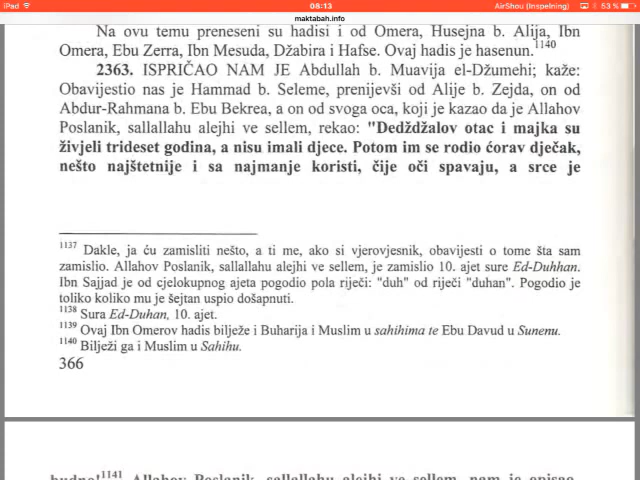 iPad
08:13
AirShou (Inspelning)
53 %
maktabah.info
Na ovu temu preneseni su hadisi i od Omera, Husejna b. Alija, Ibn
Omera, Ebu Zerra, Ibn Mesuda, Džabira i Hafse. Ovaj hadis je hasenun.1140
2363. ISPRIČAO NAM JE Abdullah b. Muavija el-Džumehi; kaže:
Obavijestio nas je Hammad b. Seleme, prenijevši od Alije b. Zejda, on od
Abdur-Rahmana b. Ebu Bekrea, a on od svoga oca, koji je kazao da je Allahov
Poslanik, sallallahu alejhi ve sellem, rekao: "Dedždžalov otac i majka su
živjeli trideset godina, a nisu imali djece. Potom im se rodio ćorav dječak,
nešto najštetnije i sa najmanje koristi, čije oči spavaju, a srce je
1137 Dakle, ja ću zamisliti nešto, a ti me, ako si vjerovjesnik, obavijesti o tome šta sam
zamislio. Allahov Poslanik, sallallahu alejhi ve sellem, je zamislio 10. ajet sure Ed-Duhhan.
Ibn Sajjad je od cjelokupnog ajeta pogodio pola riječi: "duh" od riječi "duhan". Pogodio je
toliko koliko mu je šejtan uspio došapnuti.
1138 Sura Ed-Duhan, 10. ajet.
1139 Ovaj Ibn Omerov hadis bilježe i Buharija i Muslim u sahihima te Ebu Davud u Sunenu.
1140 Bilježi ga i Muslim u Sahihu.
366
budno!1141 Allahov Poslanik, sallallahu alejhi ve sellem, nam je opisao